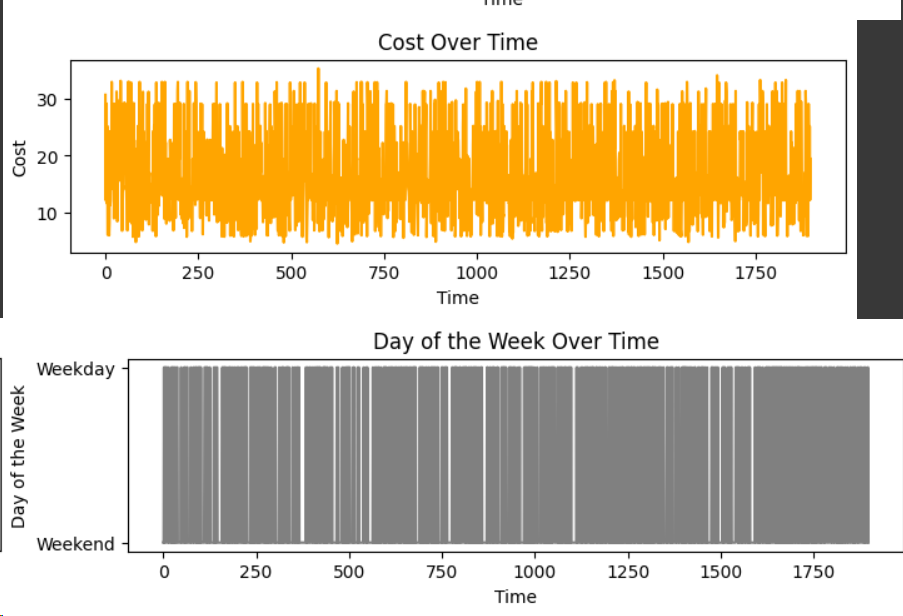 Time
Cost Over Time
30
20
10
Cost
0 250 500 750 1000 1250 1500 1750
Time
Day of the Week Over Time
Weekday
Day of the Week
Weekend
0 250 500 750 1000 1250 1500 1750
Time